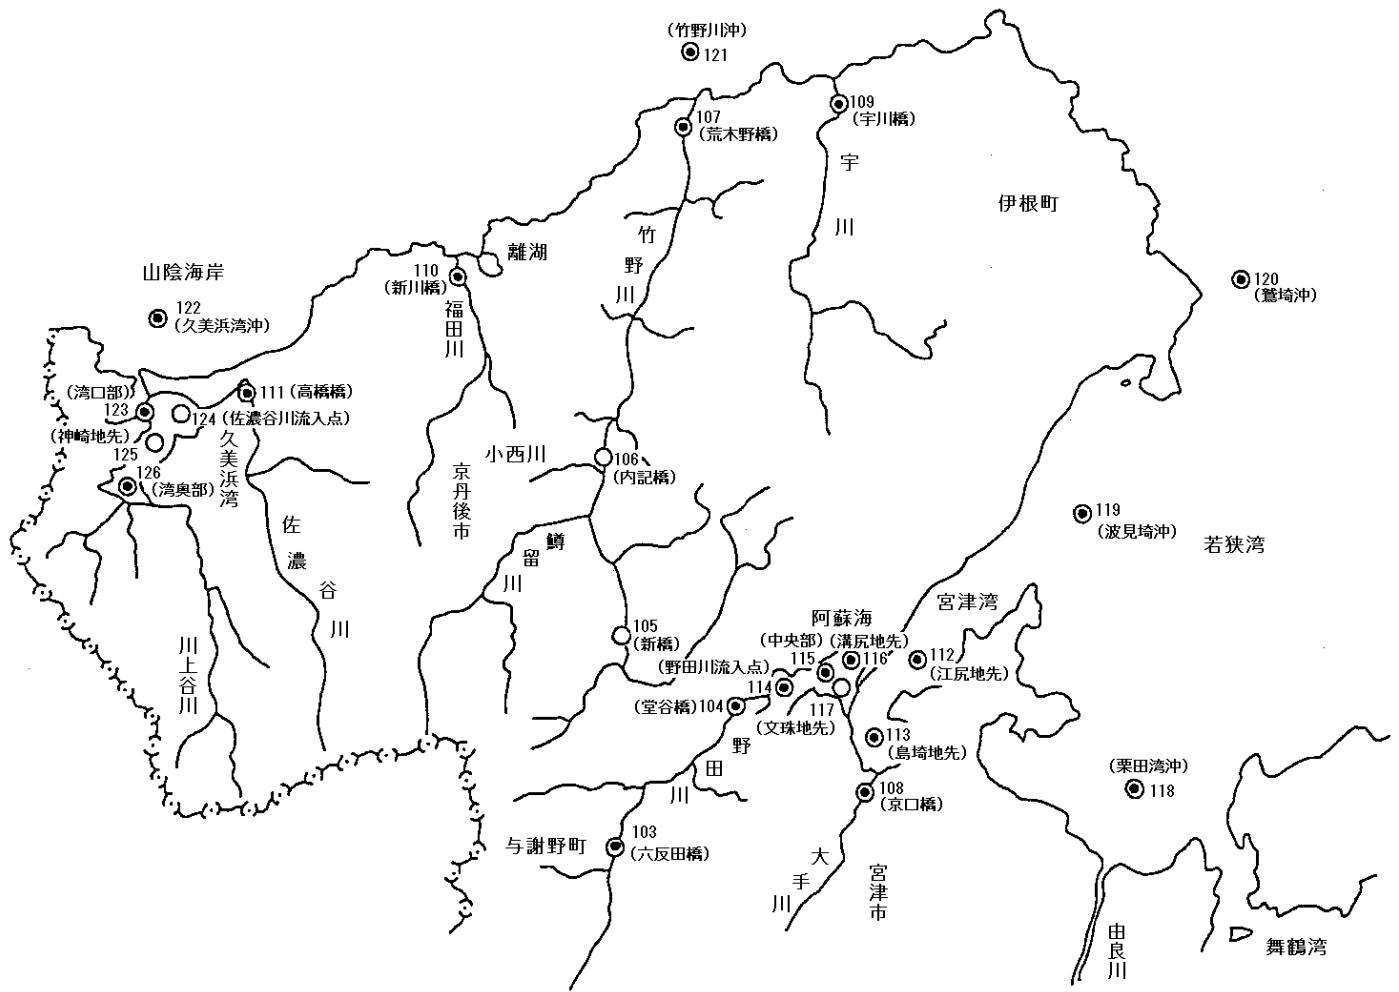 (竹野川沖)
121
109
(宇川橋)
107
(荒木野橋)
宇川
伊根町
竹野川
離湖
山陰海岸
110
(新川橋)
120
(鷲埼沖)
122
(久美浜湾沖)
福田川
(湾口部)
123
111 (高橋橋)
124 (佐濃谷川流入点)
(神崎地先)
125
久美浜湾
小西川
106
(内記橋)
126
(湾奥部)
京丹後市
119
(波見埼沖)
佐濃谷川
鱒留川
若狭湾
宮津湾
阿蘇海
105
(新橋)
(中央部)
(溝尻地先)
川上谷川
(野田川流入点)
115
116
112
(江尻地先)
114
(堂谷橋) 104
117
(文珠地先)
113
(島埼地先)
野田川
(栗田湾沖)
118
108
(京口橋)
103
(六反田橋)
与謝野町
大手川
宮津市
由良川
舞鶴湾